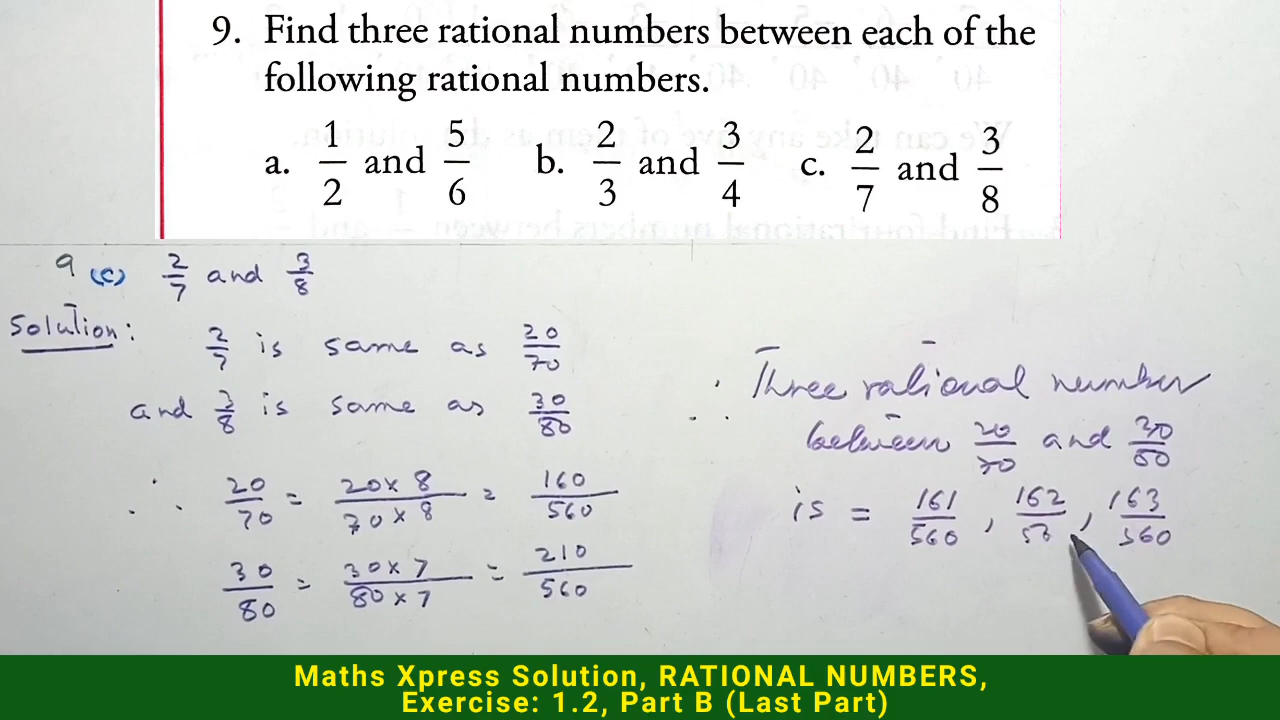 9. Find three rational numbers between each of the
following rational numbers.
a. 1/2 and 5/6 b. 2/3 and 3/4 c. 2/7 and 3/8
9 (c) 2/7 and 3/8
Solution:
2/7 is same as 20/70
and 3/8 is same as 30/80
∴ 20/70 = 20×8/70×8 = 160/560
30/80 = 30×7/80×7 = 210/560
∴ Three rational number
between 20/70 and 30/80
is = 161/560, 162/56, 163/560
Maths Xpress Solution, RATIONAL NUMBERS,
Exercise: 1.2, Part B (Last Part)